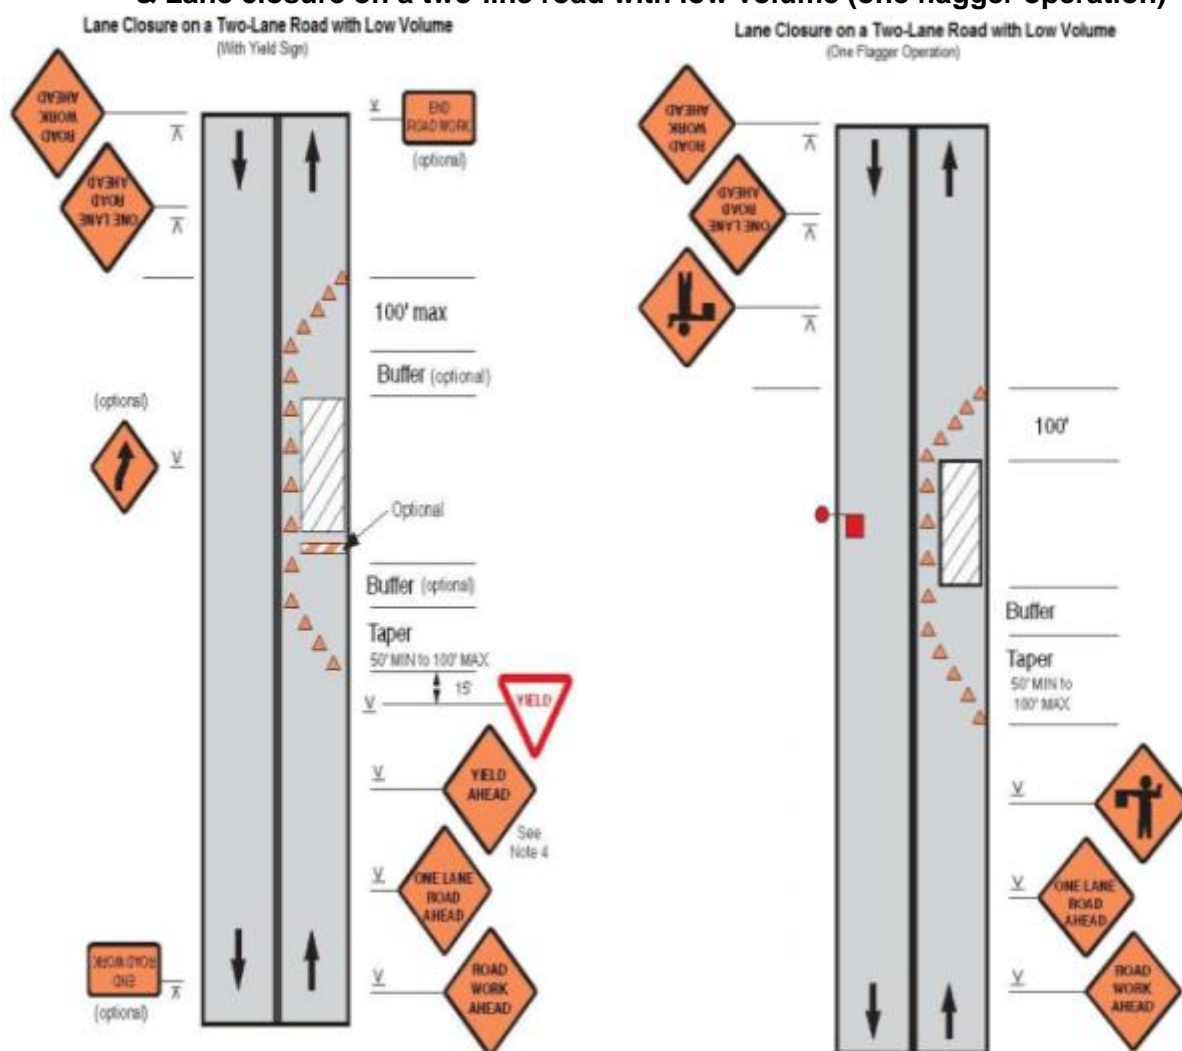 & Lane closure on a two-line road with low volume (one flagger operation)
Lane Closure on a Two-Lane Road with Low Volume
(With Yield Sign)
ROAD
WORK
AHEAD
ONE LANE
ROAD
AHEAD
END
ROAD WORK
(optional)
100' max
Buffer (optional)
(optional)
Optional
Buffer (optional)
Taper
50' MIN to 100' MAX
15'
YIELD
YIELD
AHEAD
See
Note 4
ONE LANE
ROAD
AHEAD
ROAD
WORK
AHEAD
END
ROAD WORK
(optional)
Lane Closure on a Two-Lane Road with Low Volume
(One Flagger Operation)
ROAD
WORK
AHEAD
ONE LANE
ROAD
AHEAD
100'
Buffer
Taper
50' MIN to
100' MAX
ONE LANE
ROAD
AHEAD
ROAD
WORK
AHEAD